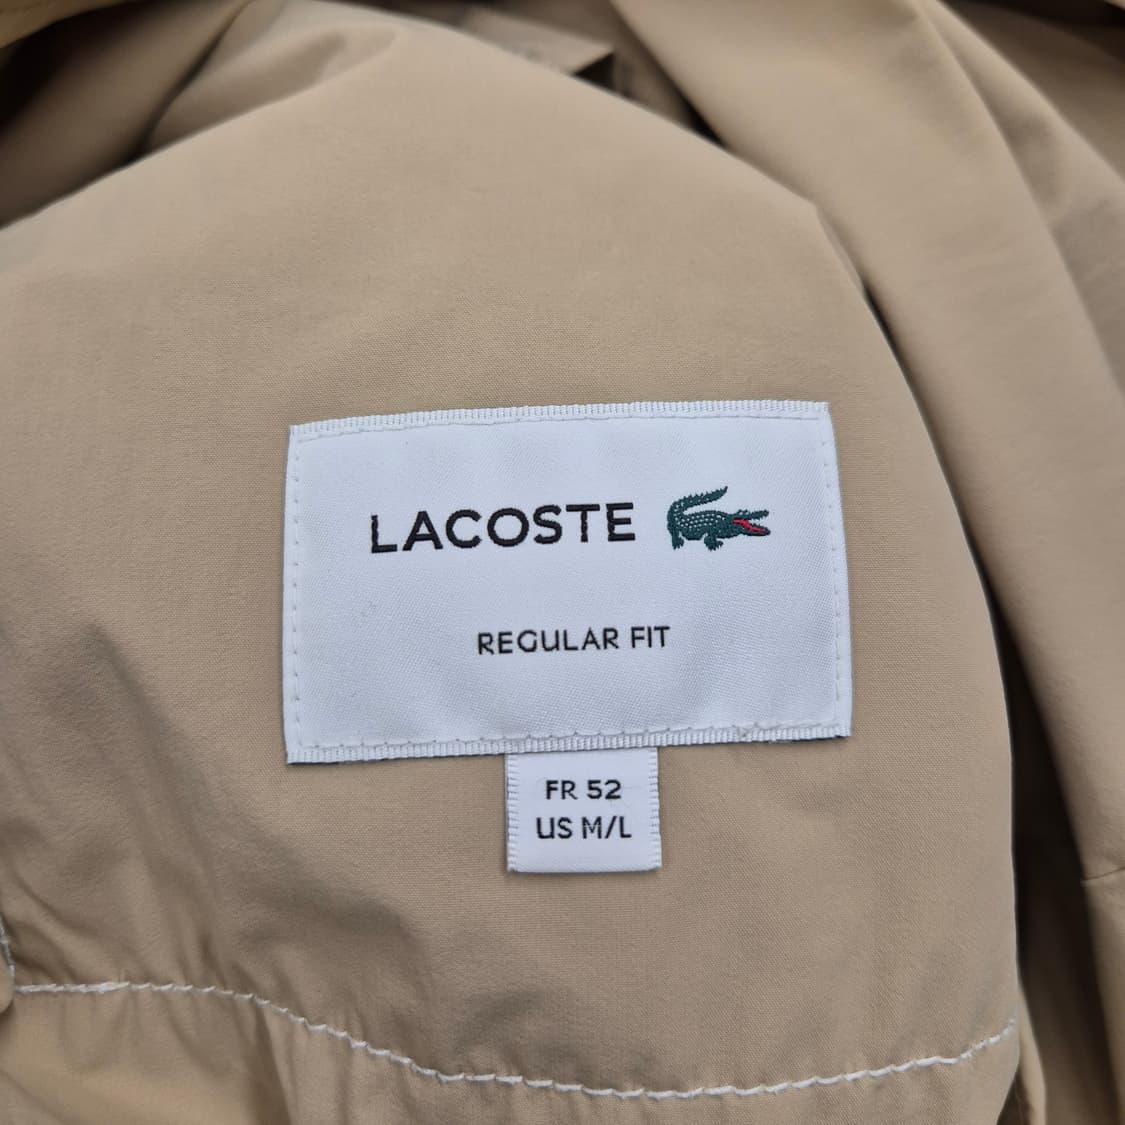 LACOSTE
REGULAR FIT
FR 52
US M/L